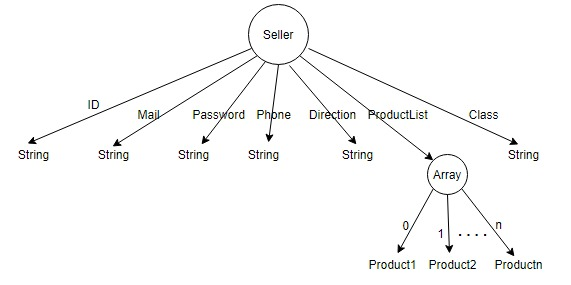 Seller
ID
Mail
Password
Phone
Direction
ProductList
Class
String
String
String
String
String
Array
String
0
1
....
n
Product1
Product2
Productn